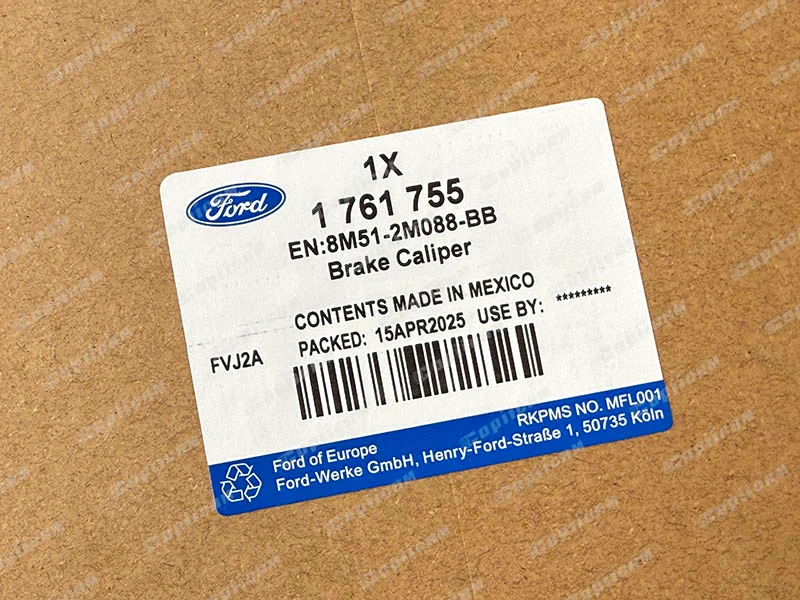 1X
Ford
1 761 755
EN:8M51-2M088-BB
Brake Caliper
CONTENTS MADE IN MEXICO
PACKED: 15APR2025 USE BY: *********
FVJ2A
RKPMS NO. MFL001
Ford of Europe
Ford-Werke GmbH, Henry-Ford-Straße 1, 50735 Köln